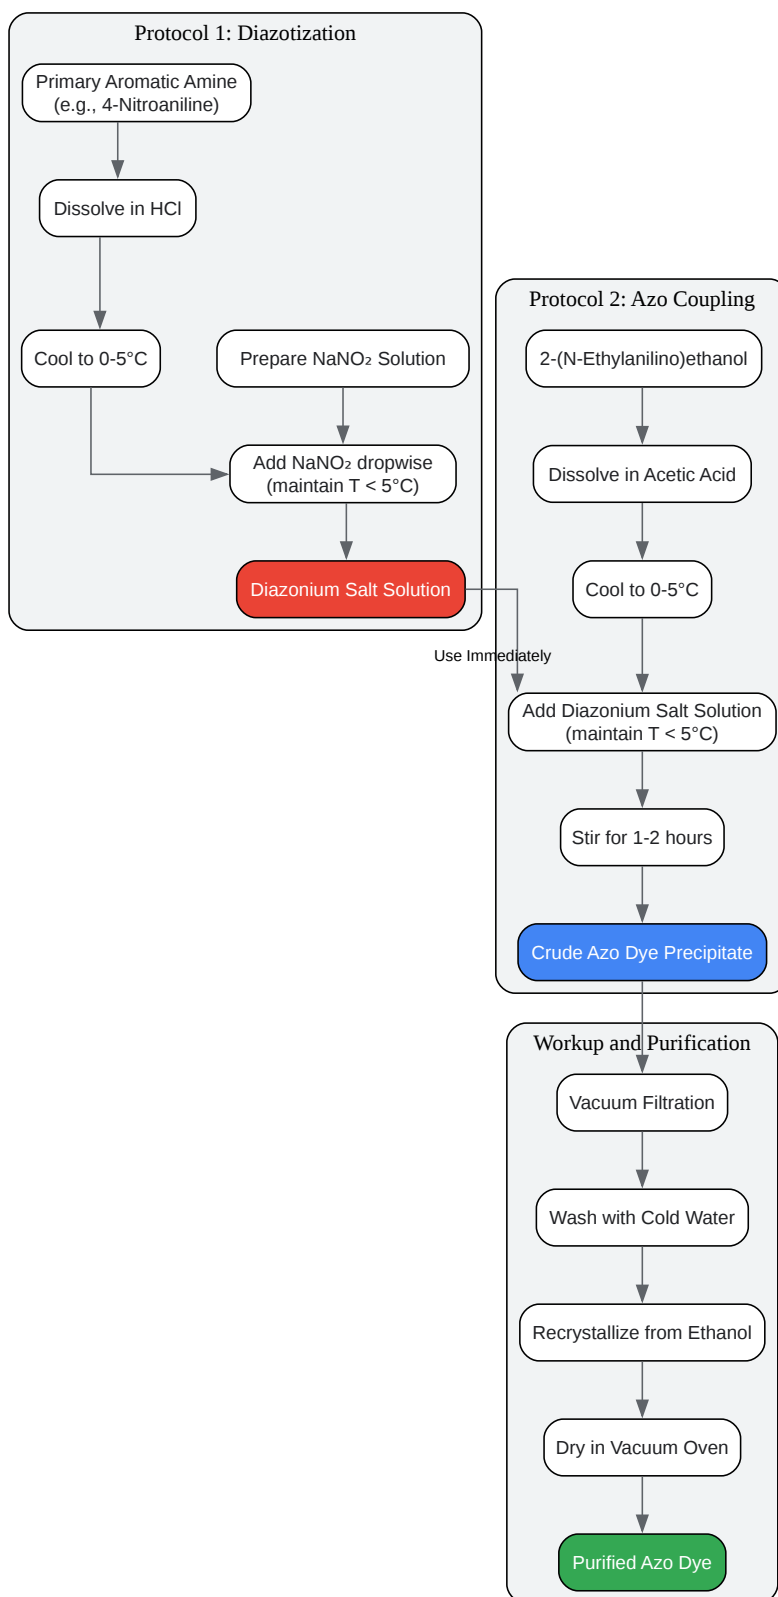 Protocol 1: Diazotization
Primary Aromatic Amine
(e.g., 4-Nitroaniline)
Dissolve in HCl
Cool to 0-5°C
Prepare NaNO₂ Solution
Add NaNO₂ dropwise
(maintain T < 5°C)
Diazonium Salt Solution
Use Immediately
Protocol 2: Azo Coupling
2-(N-Ethylanilino)ethanol
Dissolve in Acetic Acid
Cool to 0-5°C
Add Diazonium Salt Solution
(maintain T < 5°C)
Stir for 1-2 hours
Crude Azo Dye Precipitate
Workup and Purification
Vacuum Filtration
Wash with Cold Water
Recrystallize from Ethanol
Dry in Vacuum Oven
Purified Azo Dye